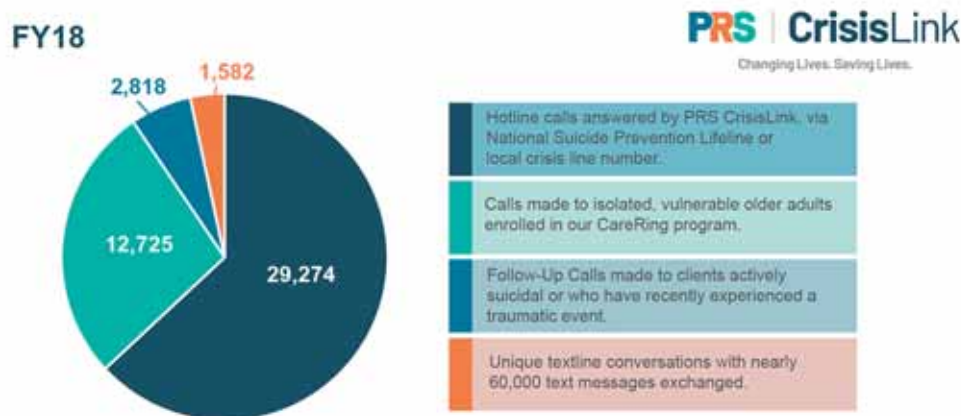 FY18
PRS | CrisisLink
Changing Lives. Saving Lives.
1,582
2,818
12,725
29,274
Hotline calls answered by PRS CrisisLink, via
National Suicide Prevention Lifeline or
local crisis line number.
Calls made to isolated, vulnerable older adults
enrolled in our CareRing program.
Follow-Up Calls made to clients actively
suicidal or who have recently experienced a
traumatic event.
Unique textline conversations with nearly
60,000 text messages exchanged.